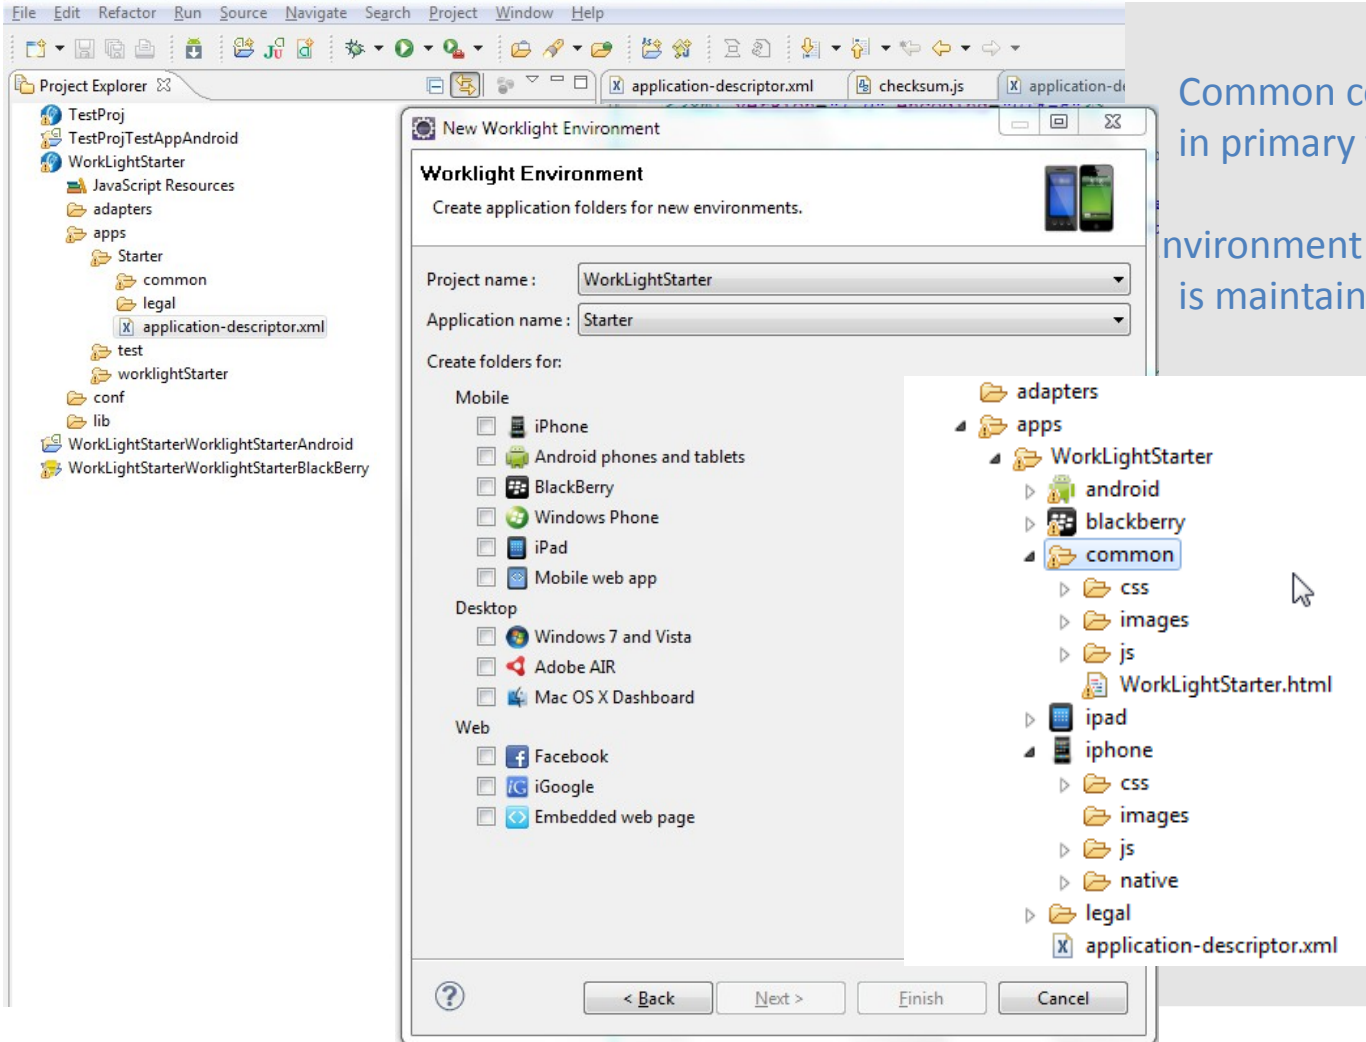 File Edit Refactor Run Source Navigate Search Project Window Help
Project Explorer
application-descriptor.xml
checksum.js
TestProj
TestProjTestAppAndroid
WorkLightStarter
JavaScript Resources
adapters
apps
Starter
common
legal
application-descriptor.xml
test
worklightStarter
conf
lib
WorkLightStarterWorklightStarterAndroid
WorkLightStarterWorklightStarterBlackBerry
New Worklight Environment
Worklight Environment
Create application folders for new environments.
Project name :
WorkLightStarter
Application name :
Starter
Create folders for:
Mobile
iPhone
Android phones and tablets
BlackBerry
Windows Phone
iPad
Mobile web app
Desktop
Windows 7 and Vista
Adobe AIR
Mac OS X Dashboard
Web
Facebook
iGoogle
Embedded web page
< Back
Next >
Finish
Cancel
Common
in primary
nvironment
is maintain
adapters
apps
WorkLightStarter
android
blackberry
common
css
images
js
WorkLightStarter.html
ipad
iphone
css
images
js
native
legal
application-descriptor.xml